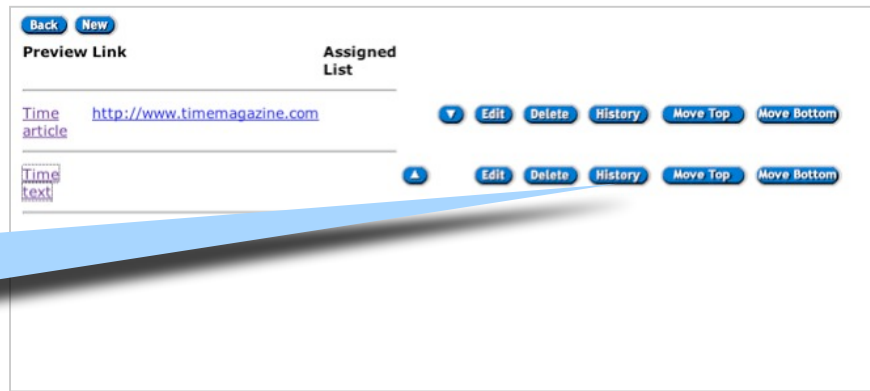 Back New
Preview Link Assigned
List
Time http://www.timemagazine.com Edit Delete History Move Top Move Bottom
article
Time Edit Delete History Move Top Move Bottom
text